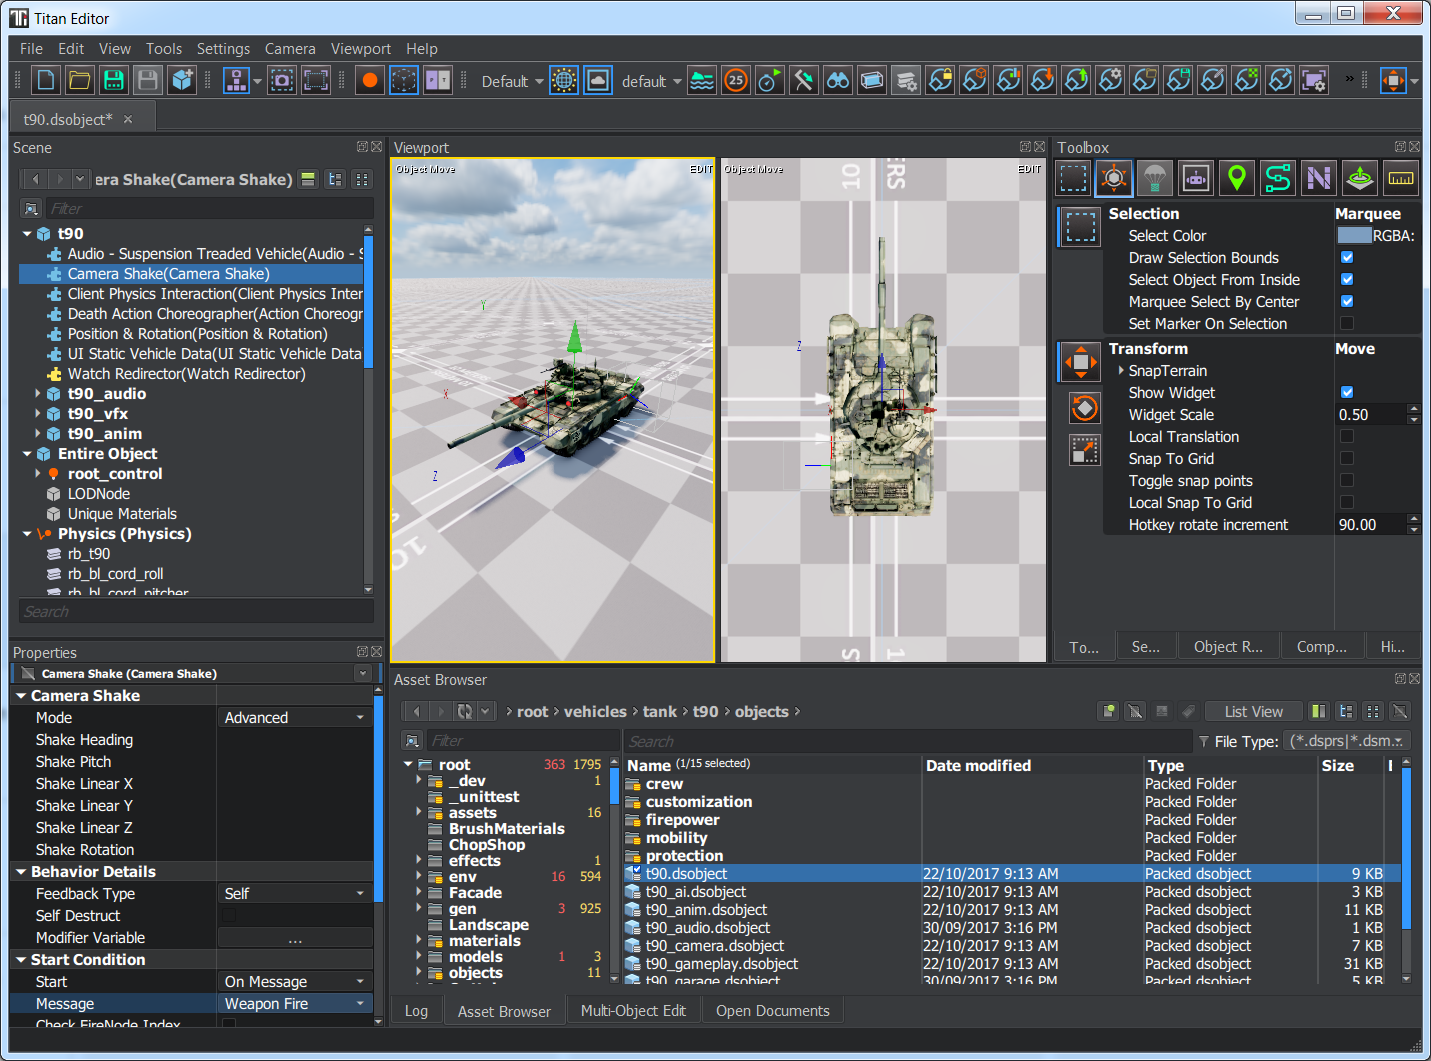 Titan Editor
File Edit View Tools Settings Camera Viewport Help
P T Default default 25 »
t90.dsobject* ×
Scene
era Shake(Camera Shake)
Filter
t90
Audio - Suspension Treaded Vehicle(Audio - S
Camera Shake(Camera Shake)
Client Physics Interaction(Client Physics Inter
Death Action Choreographer(Action Choreogr
Position & Rotation(Position & Rotation)
UI Static Vehicle Data(UI Static Vehicle Data
Watch Redirector(Watch Redirector)
t90_audio
t90_vfx
t90_anim
Entire Object
root_control
LODNode
Unique Materials
Physics (Physics)
rb_t90
rb_bl_cord_roll
rb_bl_cord_pitcher
Search
Properties
Camera Shake (Camera Shake)
Camera Shake
Mode Advanced
Shake Heading
Shake Pitch
Shake Linear X
Shake Linear Y
Shake Linear Z
Shake Rotation
Behavior Details
Feedback Type Self
Self Destruct
Modifier Variable ...
Start Condition
Start On Message
Message Weapon Fire
Check FireNode Index
Viewport
Object Move EDIT
Y
X
Z
10
Object Move EDIT
10 ERS
Z
S 1
Toolbox
Selection Marquee
Select Color RGBA:
Draw Selection Bounds
Select Object From Inside
Marquee Select By Center
Set Marker On Selection
Transform Move
SnapTerrain
Show Widget
Widget Scale 0.50
Local Translation
Snap To Grid
Toggle snap points
Local Snap To Grid
Hotkey rotate increment 90.00
To... Se... Object R... Comp... Hi...
Asset Browser
root vehicles tank t90 objects
List View
Filter
Search
File Type: (*.dsprs|*.dsm...
root 363 1795
_dev 1
_unittest
assets 16
BrushMaterials
ChopShop
effects 1
env 16 594
Facade
gen 3 925
Landscape
materials
models 1 3
objects 11
Name (1/15 selected) Date modified Type Size
crew Packed Folder
customization Packed Folder
firepower Packed Folder
mobility Packed Folder
protection Packed Folder
t90.dsobject 22/10/2017 9:13 AM Packed dsobject 9 KB
t90_ai.dsobject 22/10/2017 9:13 AM Packed dsobject 3 KB
t90_anim.dsobject 22/10/2017 9:13 AM Packed dsobject 11 KB
t90_audio.dsobject 30/09/2017 3:16 PM Packed dsobject 1 KB
t90_camera.dsobject 22/10/2017 9:13 AM Packed dsobject 7 KB
t90_gameplay.dsobject 22/10/2017 9:13 AM Packed dsobject 31 KB
t90_garage.dsobject 30/09/2017 3:16 PM Packed dsobject 5 KB
Log Asset Browser Multi-Object Edit Open Documents